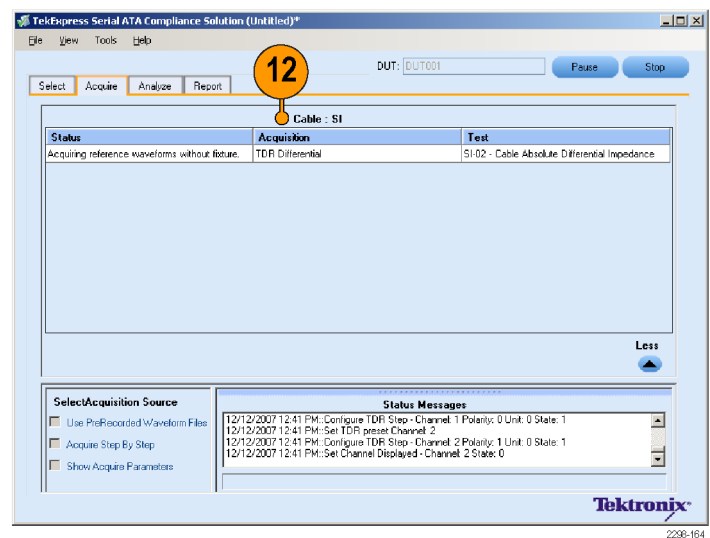 TekExpress Serial ATA Compliance Solution (Untitled)*
File View Tools Help
12
DUT: DUT001 Pause Stop
Select Acquire Analyze Report
Cable : SI
Status Acquisition Test
Acquiring reference waveforms without fixture. TDR Differential SI-02 - Cable Absolute Differential Impedance
Less
SelectAcquisition Source
Use PreRecorded Waveform Files
Acquire Step By Step
Show Acquire Parameters
Status Messages
12/12/2007 12:41 PM::Configure TDR Step - Channel: 1 Polarity: 0 Unit: 0 State: 1
12/12/2007 12:41 PM::Set TDR preset Channel: 2
12/12/2007 12:41 PM::Configure TDR Step - Channel: 2 Polarity: 1 Unit: 0 State: 1
12/12/2007 12:41 PM::Set Channel Displayed - Channel: 2 State: 0
Tektronix
2298-164